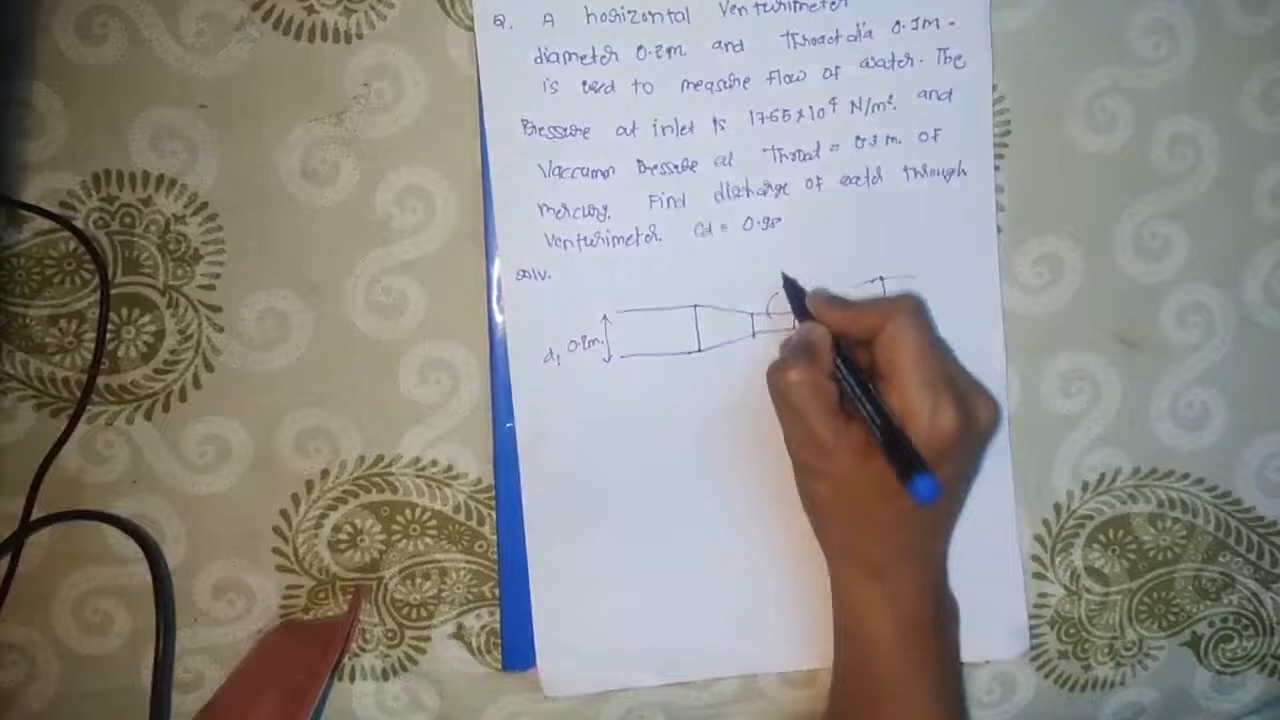 Q. A horizontal Venturimeter
diameter 0.2m and throat dia 0.1m.
is used to measure flow of water. The
Pressure at inlet is 17.65×10⁴ N/m². and
Vaccumm Pressure at throat = 0.3 m. of
mercury. Find discharge of water through
Venturimeter. Cd = 0.98
Solv.
d₁ 0.2m.